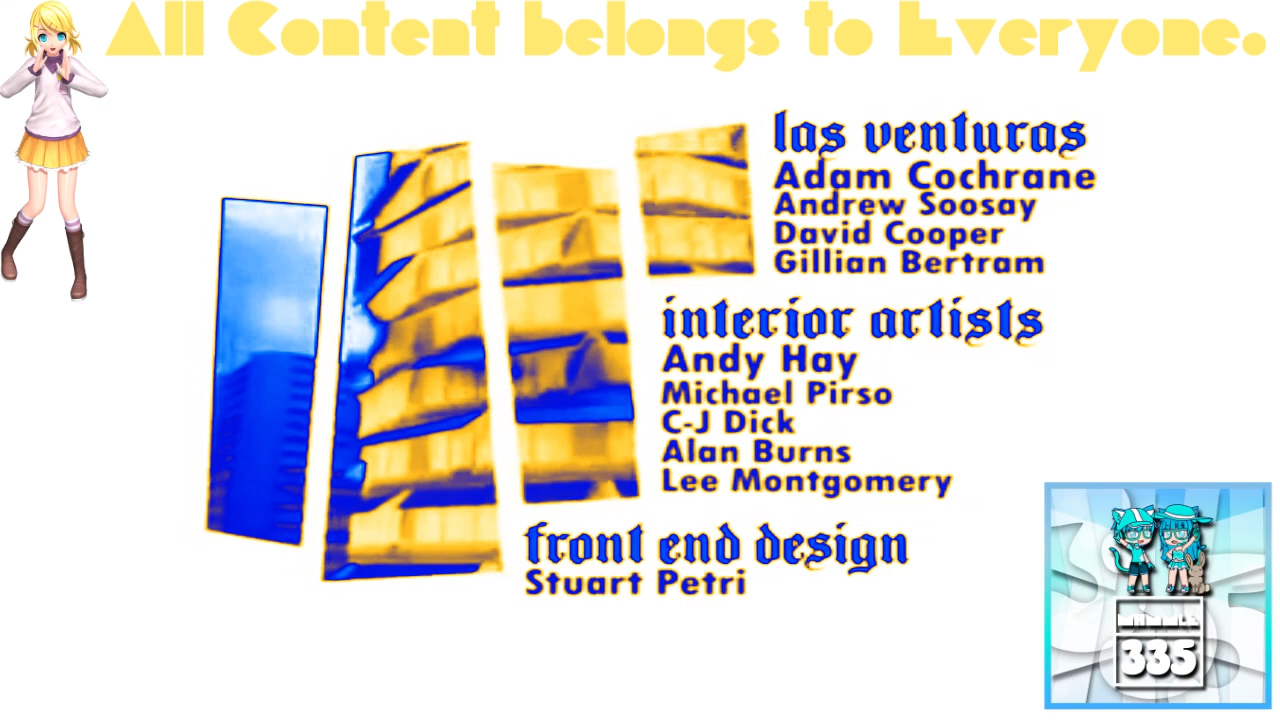 All Content belongs to Everyone.
las venturas
Adam Cochrane
Andrew Soosay
David Cooper
Gillian Bertram
interior artists
Andy Hay
Michael Pirso
C-J Dick
Alan Burns
Lee Montgomery
front end design
Stuart Petri
335